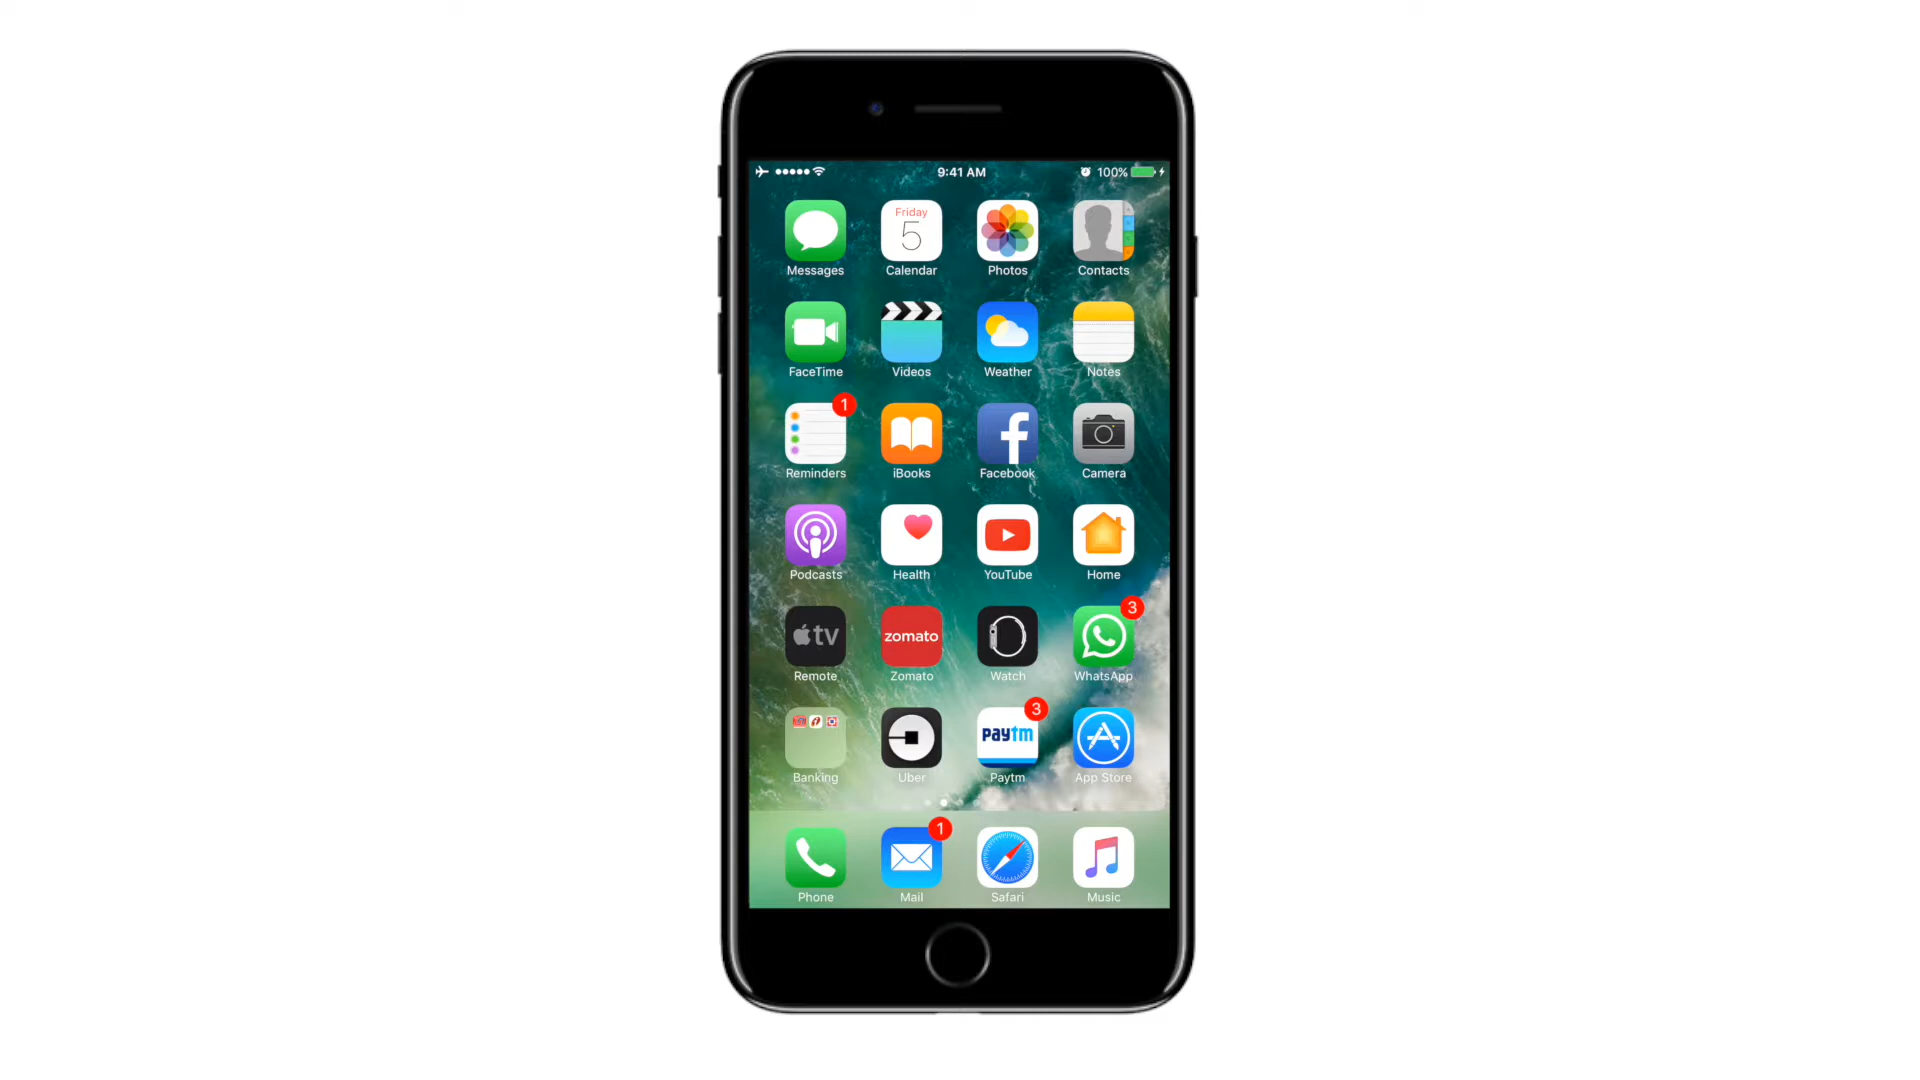 9:41 AM 100%
Friday
5
Messages Calendar Photos Contacts
FaceTime Videos Weather Notes
1
Reminders iBooks Facebook Camera
Podcasts Health YouTube Home
3
tv zomato
Remote Zomato Watch WhatsApp
3
paytm
Banking Uber Paytm App Store
1
Phone Mail Safari Music